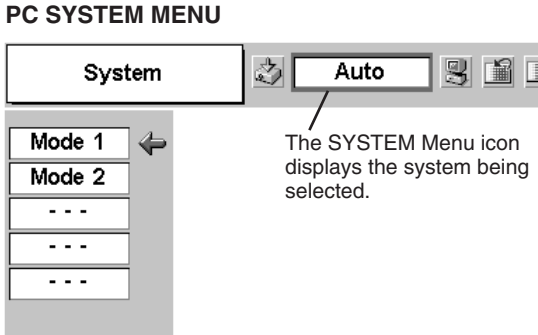 PC SYSTEM MENU
System
Auto
Mode 1
Mode 2
- - -
- - -
- - -
The SYSTEM Menu icon
displays the system being
selected.